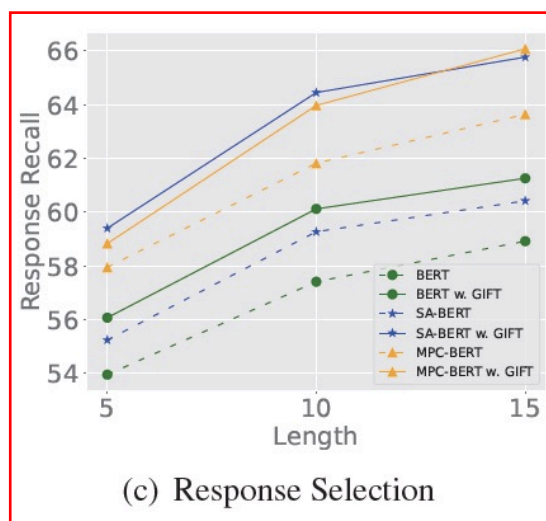 66
64
62
60
58
56
54
Response Recall
BERT
BERT w. GIFT
SA-BERT
SA-BERT w. GIFT
MPC-BERT
MPC-BERT w. GIFT
5 10 15
Length
(c) Response Selection